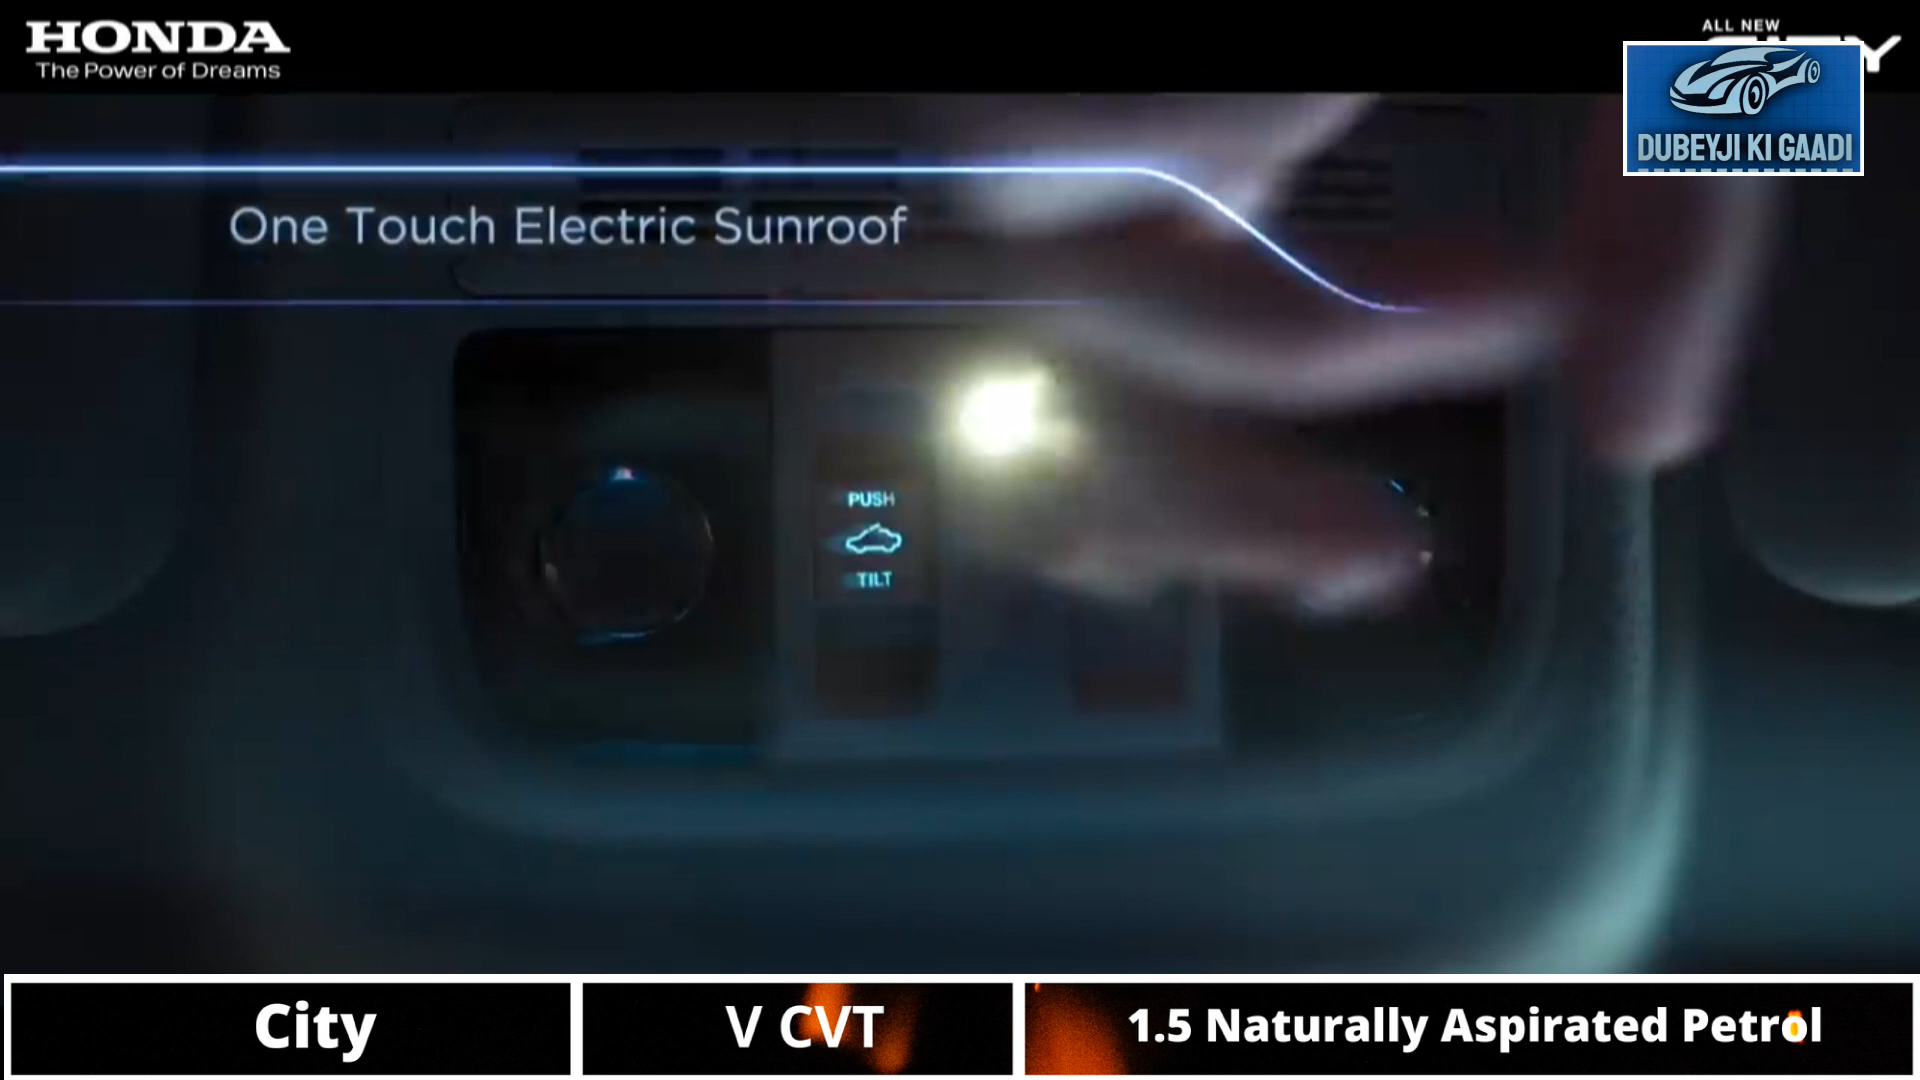 HONDA
The Power of Dreams
ALL NEW
DUBEYJI KI GAADI
One Touch Electric Sunroof
PUSH
TILT
City
V CVT
1.5 Naturally Aspirated Petrol